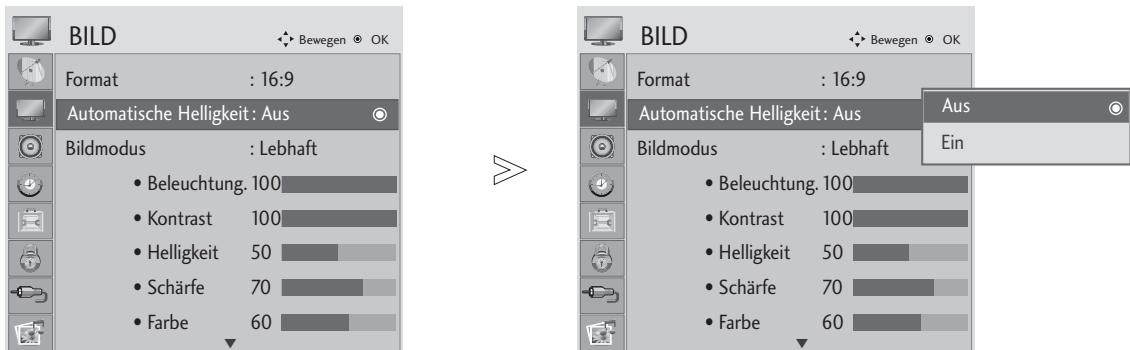 BILD
Bewegen OK
Format : 16:9
Automatische Helligkeit : Aus
Bildmodus : Lebhaft
• Beleuchtung. 100
• Kontrast 100
• Helligkeit 50
• Schärfe 70
• Farbe 60
BILD
Bewegen OK
Format : 16:9
Automatische Helligkeit : Aus
Bildmodus : Lebhaft
• Beleuchtung. 100
• Kontrast 100
• Helligkeit 50
• Schärfe 70
• Farbe 60
Aus
Ein